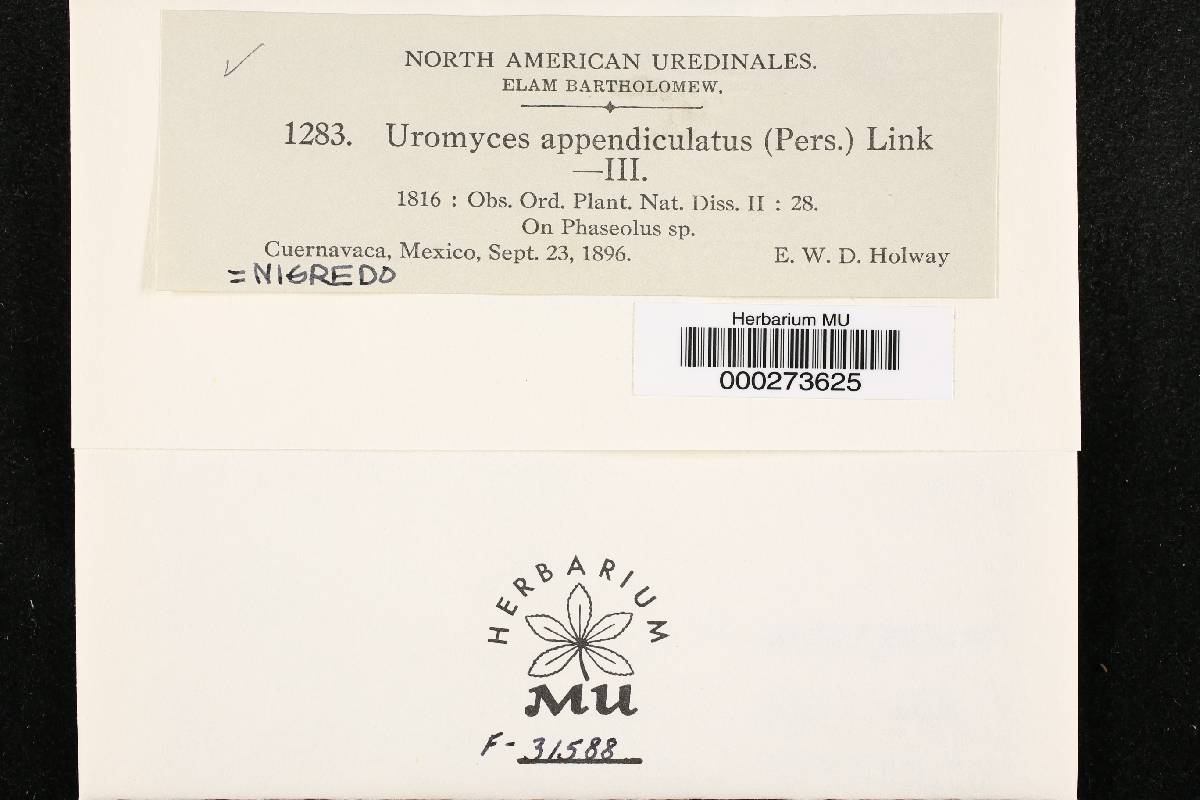 NORTH AMERICAN UREDINALES.
ELAM BARTHOLOMEW.
1283. Uromyces appendiculatus (Pers.) Link
—III.
1816 : Obs. Ord. Plant. Nat. Diss. II : 28.
On Phaseolus sp.
Cuernavaca, Mexico, Sept. 23, 1896. E. W. D. Holway
= NIGREDO
Herbarium MU
000273625
HERBARIUM
MU
F- 31588